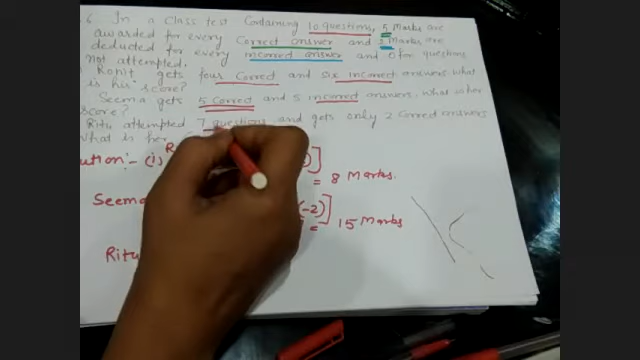 .6 In a Class test Containing 10 questions, 5 Marks are
awarded for every Correct answer and 2 Marks are
deducted for every incorrect answer and 0 for questions
not attempted.
Rohit gets four Correct and six incorrect answers what
is his score?
Seema gets 5 correct and 5 incorrect answers, what is her
score?
Ritu attempted 7 questions and gets only 2 Correct answers
What is her
ution:- (i) R ]
= 8 Marks.
Seema (-2)]
= 15 Marks
Ritu